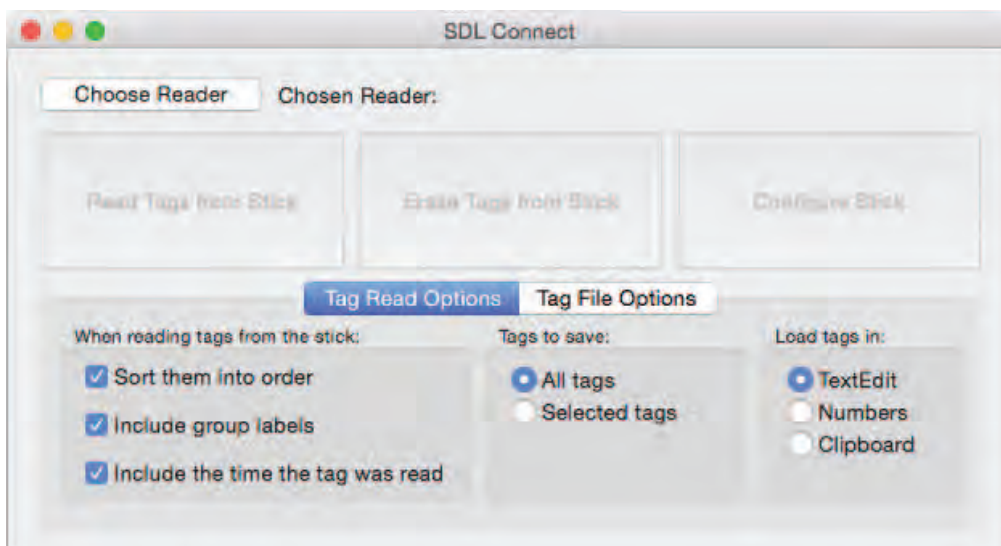 SDL Connect
Choose Reader Chosen Reader:
Read Tags from Stick Erase Tags from Stick Configure Stick
Tag Read Options Tag File Options
When reading tags from the stick: Tags to save: Load tags in:
Sort them into order All tags TextEdit
Include group labels Selected tags Numbers
Clipboard
Include the time the tag was read